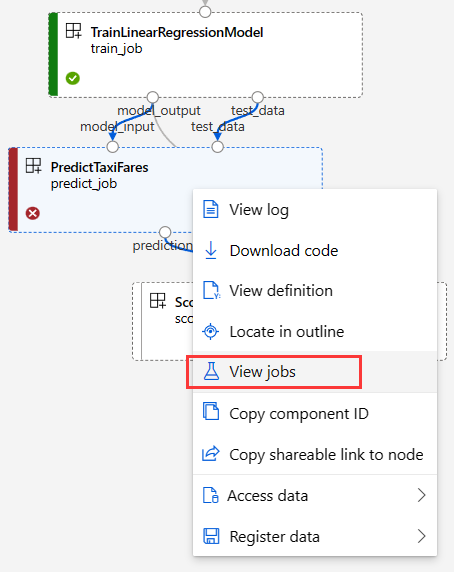 TrainLinearRegressionModel
train_job
model_output
test_data
model_input
test_data
PredictTaxiFares
predict_job
prediction
Sco
sco
View log
Download code
View definition
Locate in outline
View jobs
Copy component ID
Copy shareable link to node
Access data
Register data